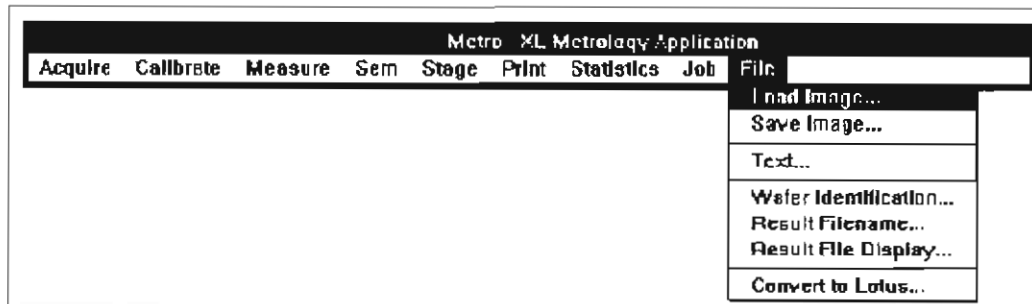 Metro XL Metrology Application
Acquire Calibrate Measure Sem Stage Print Statistics Job File
Load Image...
Save Image...
Text...
Wafer Identification...
Result Filename...
Result File Display...
Convert to Lotus...